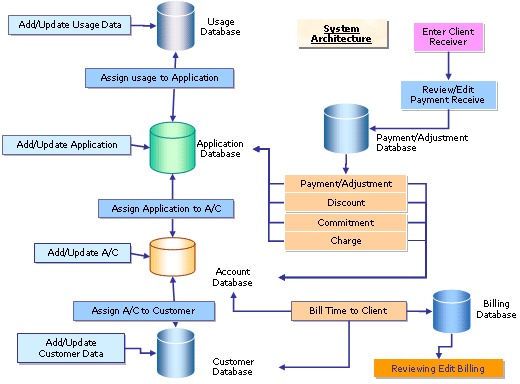 Add/Update Usage Data
Usage
Database
System
Architecture
Enter Client
Receiver
Assign usage to Application
Review/Edit
Payment Receive
Add/Update Application
Application
Database
Payment/Adjustment
Database
Payment/Adjustment
Discount
Commitment
Charge
Assign Application to A/C
Add/Update A/C
Account
Database
Assign A/C to Customer
Bill Time to Client
Billing
Database
Add/Update
Customer Data
Customer
Database
Reviewing Edit Billing